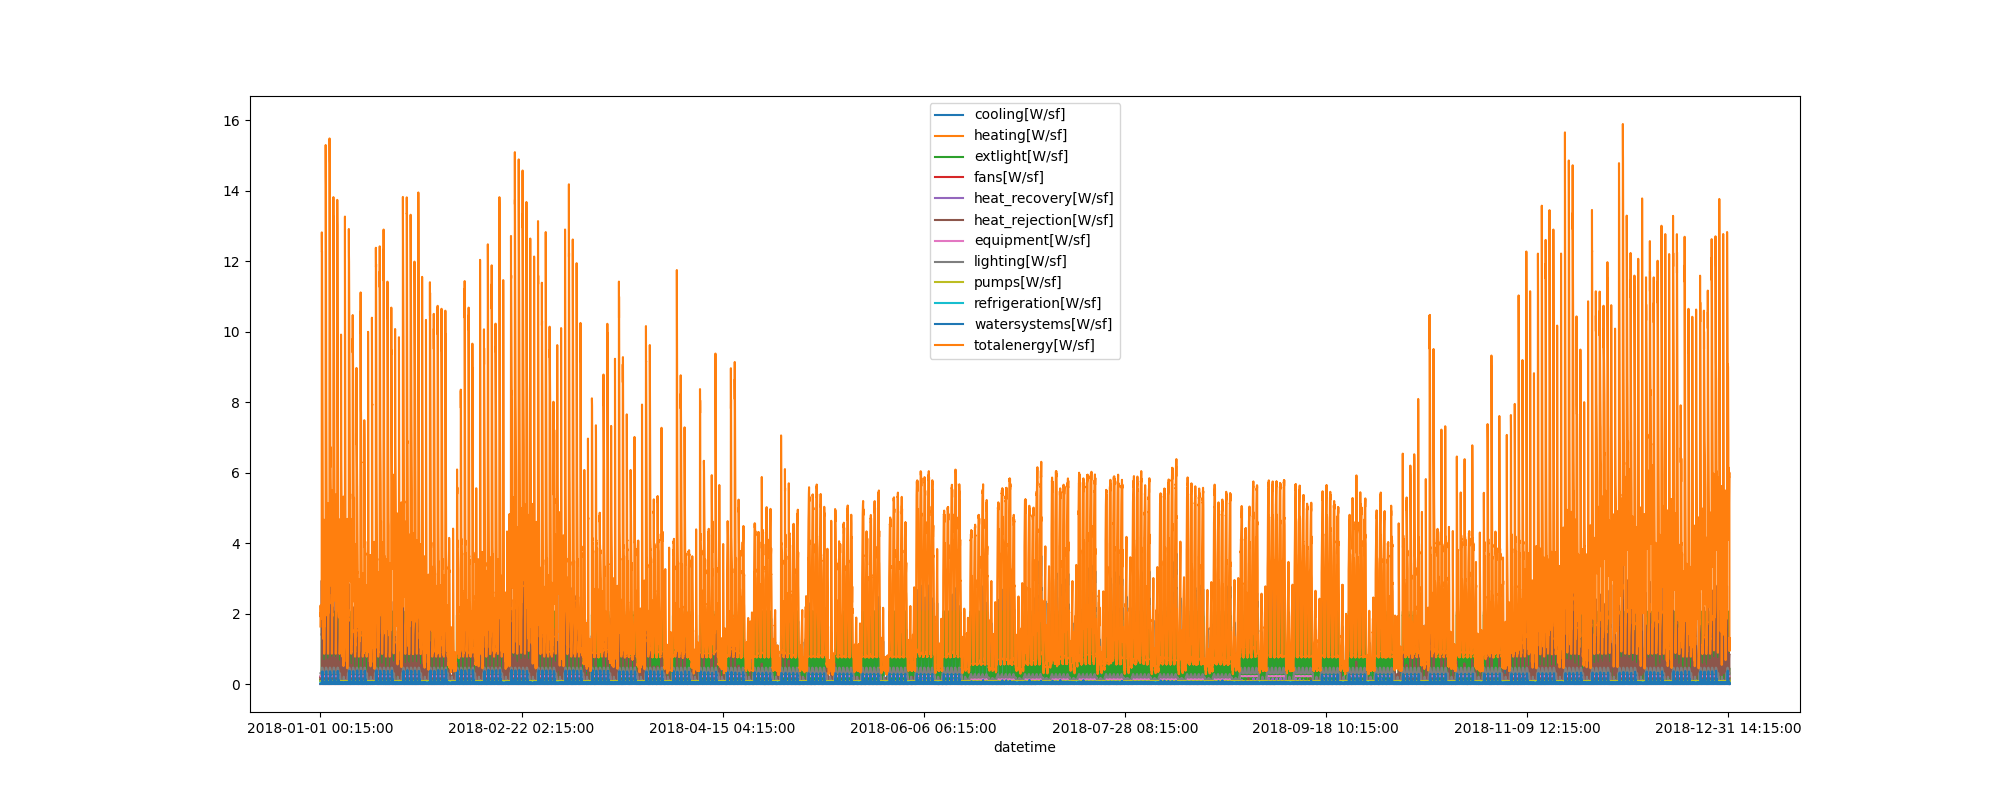 16
14
12
10
8
6
4
2
0
cooling[W/sf]
heating[W/sf]
extlight[W/sf]
fans[W/sf]
heat_recovery[W/sf]
heat_rejection[W/sf]
equipment[W/sf]
lighting[W/sf]
pumps[W/sf]
refrigeration[W/sf]
watersystems[W/sf]
totalenergy[W/sf]
2018-01-01 00:15:00 2018-02-22 02:15:00 2018-04-15 04:15:00 2018-06-06 06:15:00 2018-07-28 08:15:00 2018-09-18 10:15:00 2018-11-09 12:15:00 2018-12-31 14:15:00
datetime